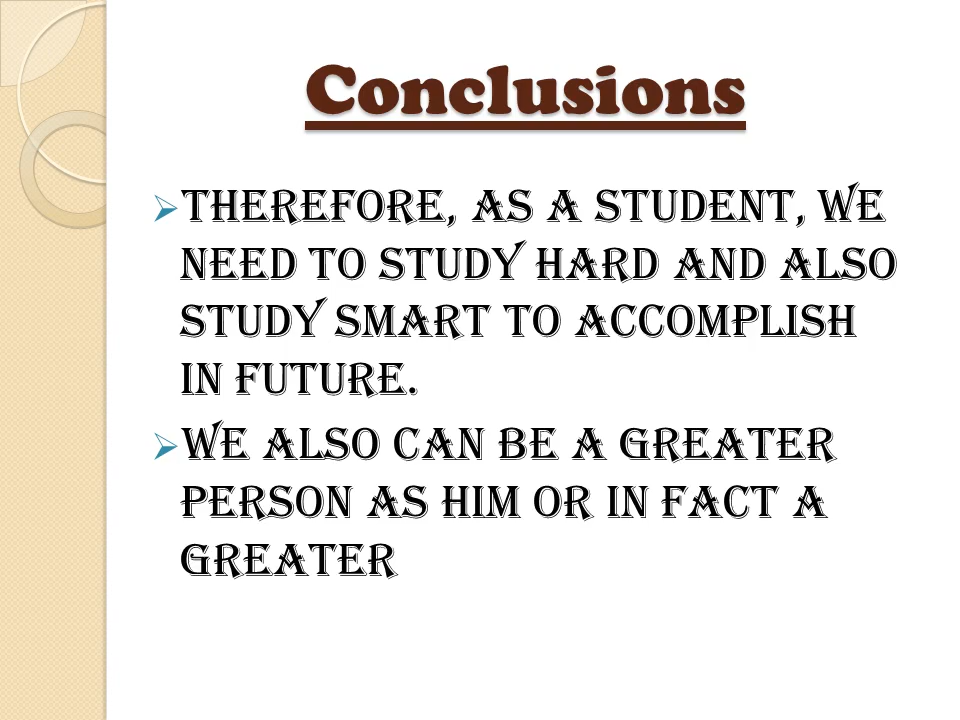 Conclusions
Therefore, as a student, we
need to study hard and also
study smart to accomplish
in future.
We also can be a greater
person as him or in fact a
greater